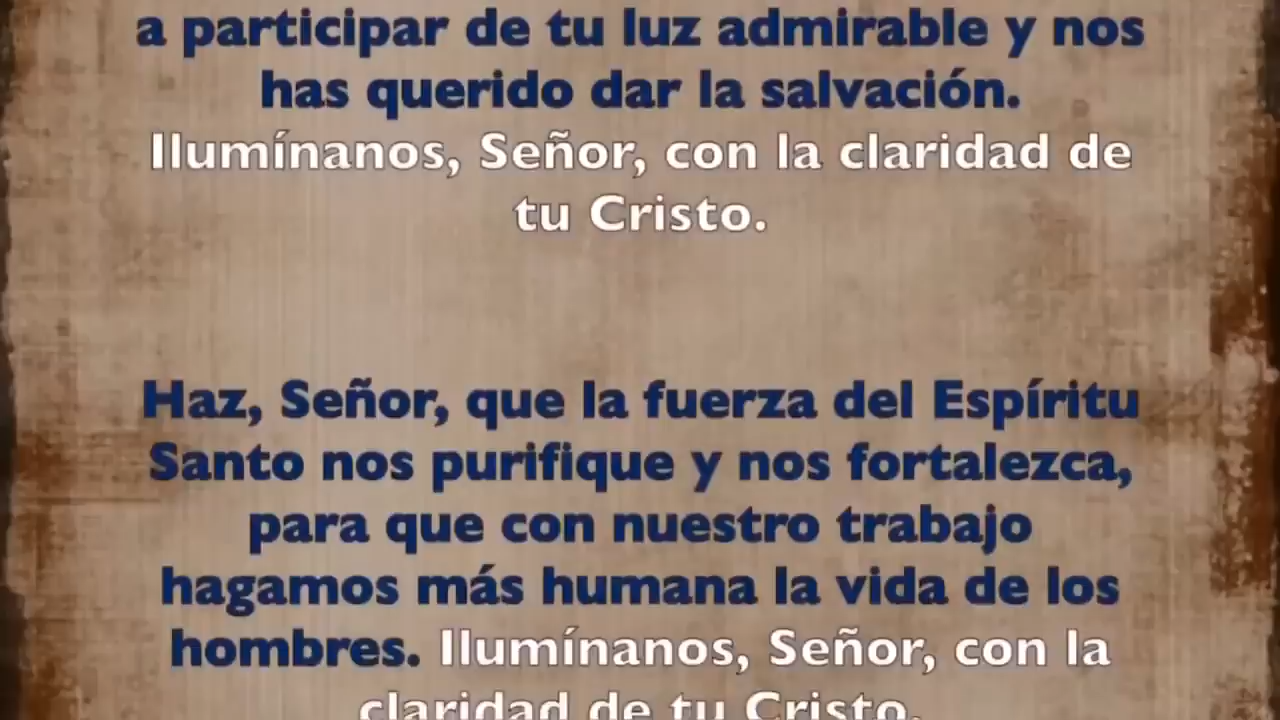 a participar de tu luz admirable y nos
has querido dar la salvación.
Ilumínanos, Señor, con la claridad de
tu Cristo.
Haz, Señor, que la fuerza del Espíritu
Santo nos purifique y nos fortalezca,
para que con nuestro trabajo
hagamos más humana la vida de los
hombres. Ilumínanos, Señor, con la
claridad de tu Cristo.